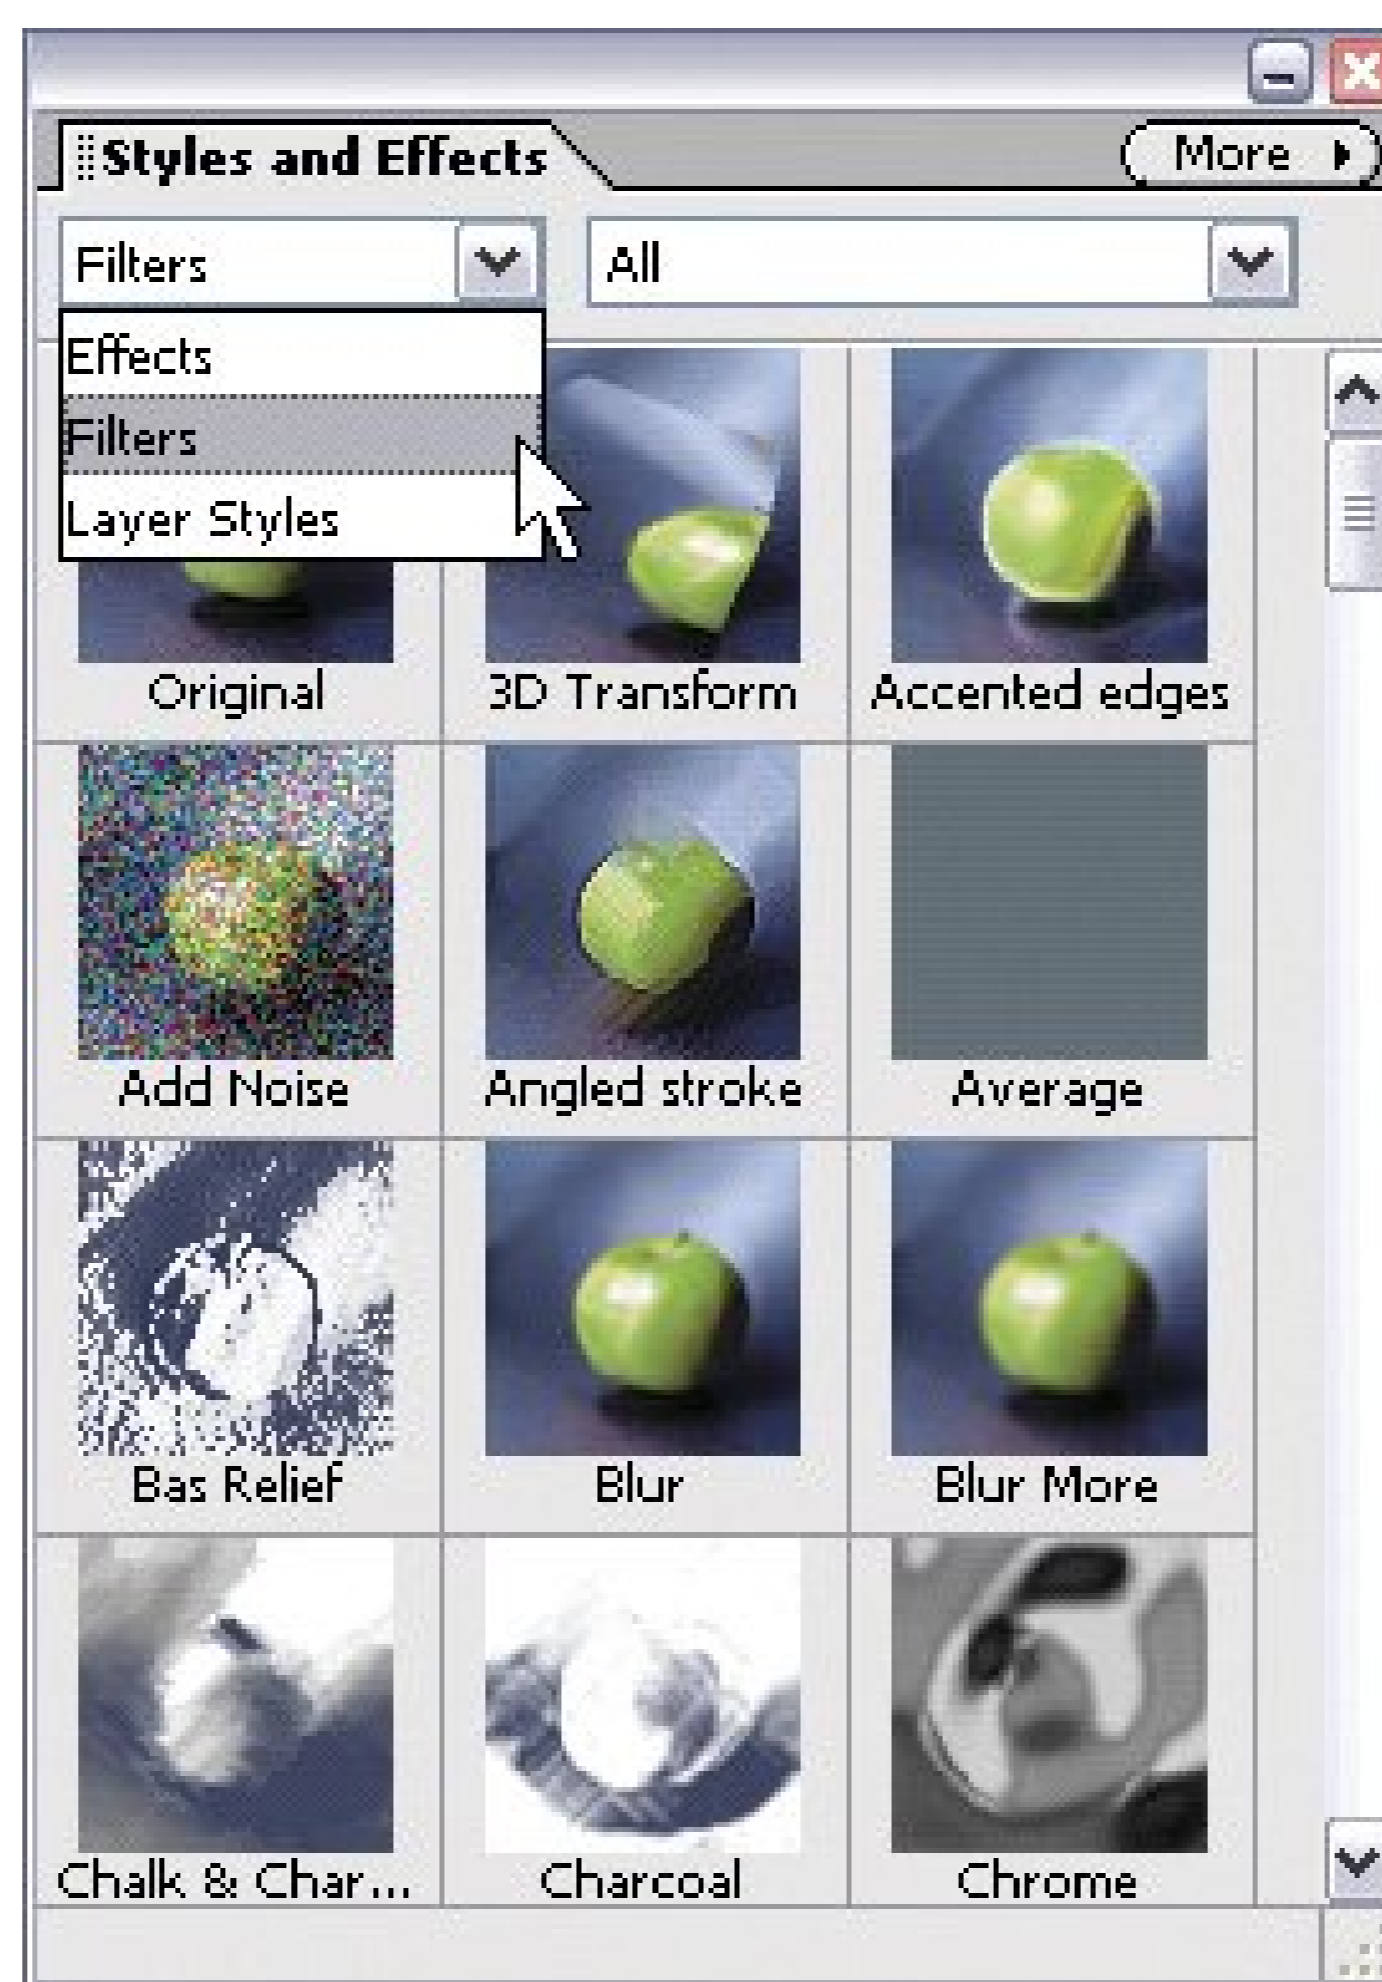 Styles and Effects
More
Filters
All
Effects
Filters
Layer Styles
Original
3D Transform
Accented edges
Add Noise
Angled stroke
Average
Bas Relief
Blur
Blur More
Chalk & Char...
Charcoal
Chrome